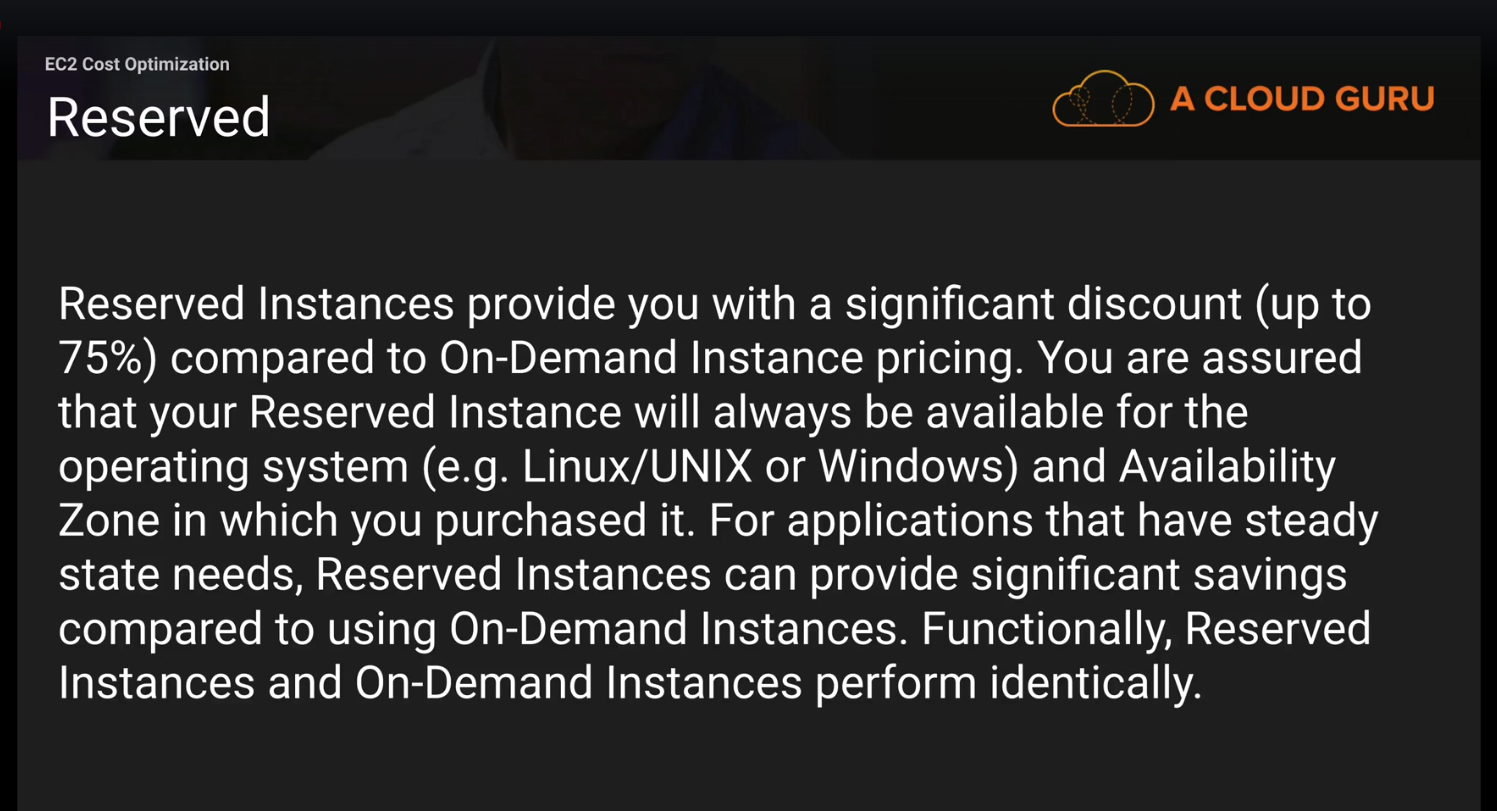 EC2 Cost Optimization
Reserved
A CLOUD GURU
Reserved Instances provide you with a significant discount (up to
75%) compared to On-Demand Instance pricing. You are assured
that your Reserved Instance will always be available for the
operating system (e.g. Linux/UNIX or Windows) and Availability
Zone in which you purchased it. For applications that have steady
state needs, Reserved Instances can provide significant savings
compared to using On-Demand Instances. Functionally, Reserved
Instances and On-Demand Instances perform identically.